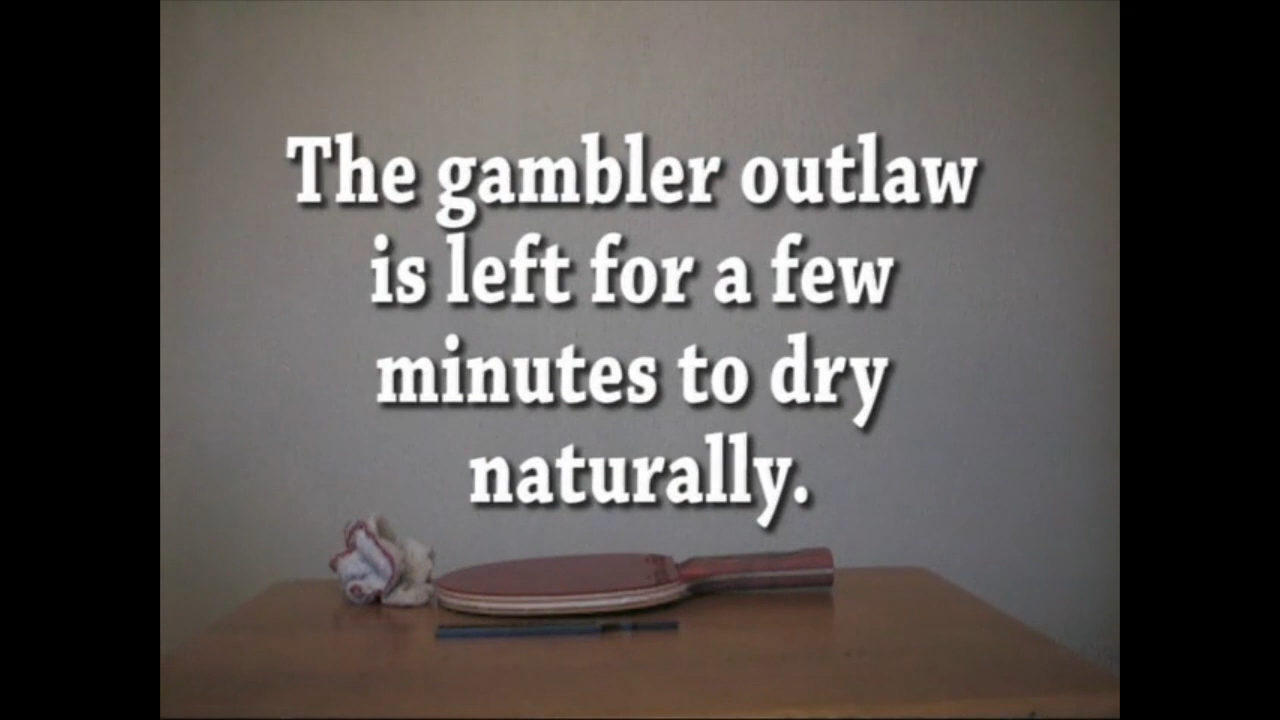 The gambler outlaw
is left for a few
minutes to dry
naturally.